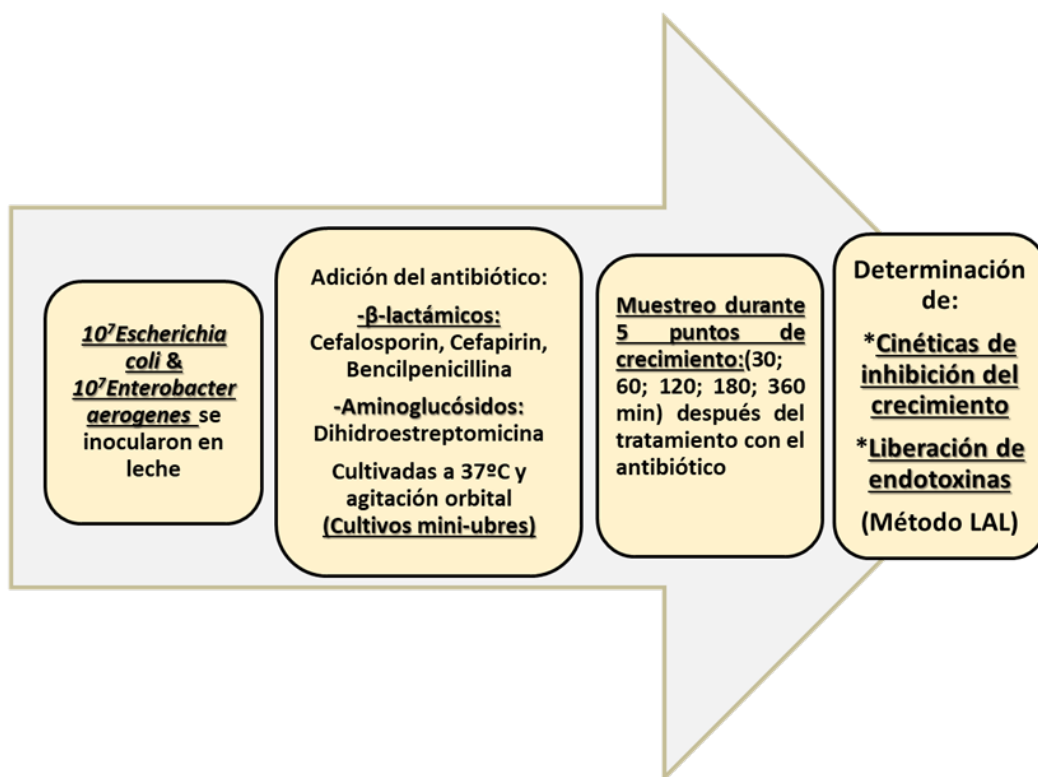 10⁷Escherichia
coli &
10⁷Enterobacter
aerogenes se
inocularon en
leche
Adición del antibiótico:
-β-lactámicos:
Cefalosporin, Cefapirin,
Bencilpenicillina
-Aminoglucósidos:
Dihidroestreptomicina
Cultivadas a 37ºC y
agitación orbital
(Cultivos mini-ubres)
Muestreo durante
5 puntos de
crecimiento:(30;
60; 120; 180; 360
min) después del
tratamiento con el
antibiótico
Determinación
de:
*Cinéticas de
inhibición del
crecimiento
*Liberación de
endotoxinas
(Método LAL)